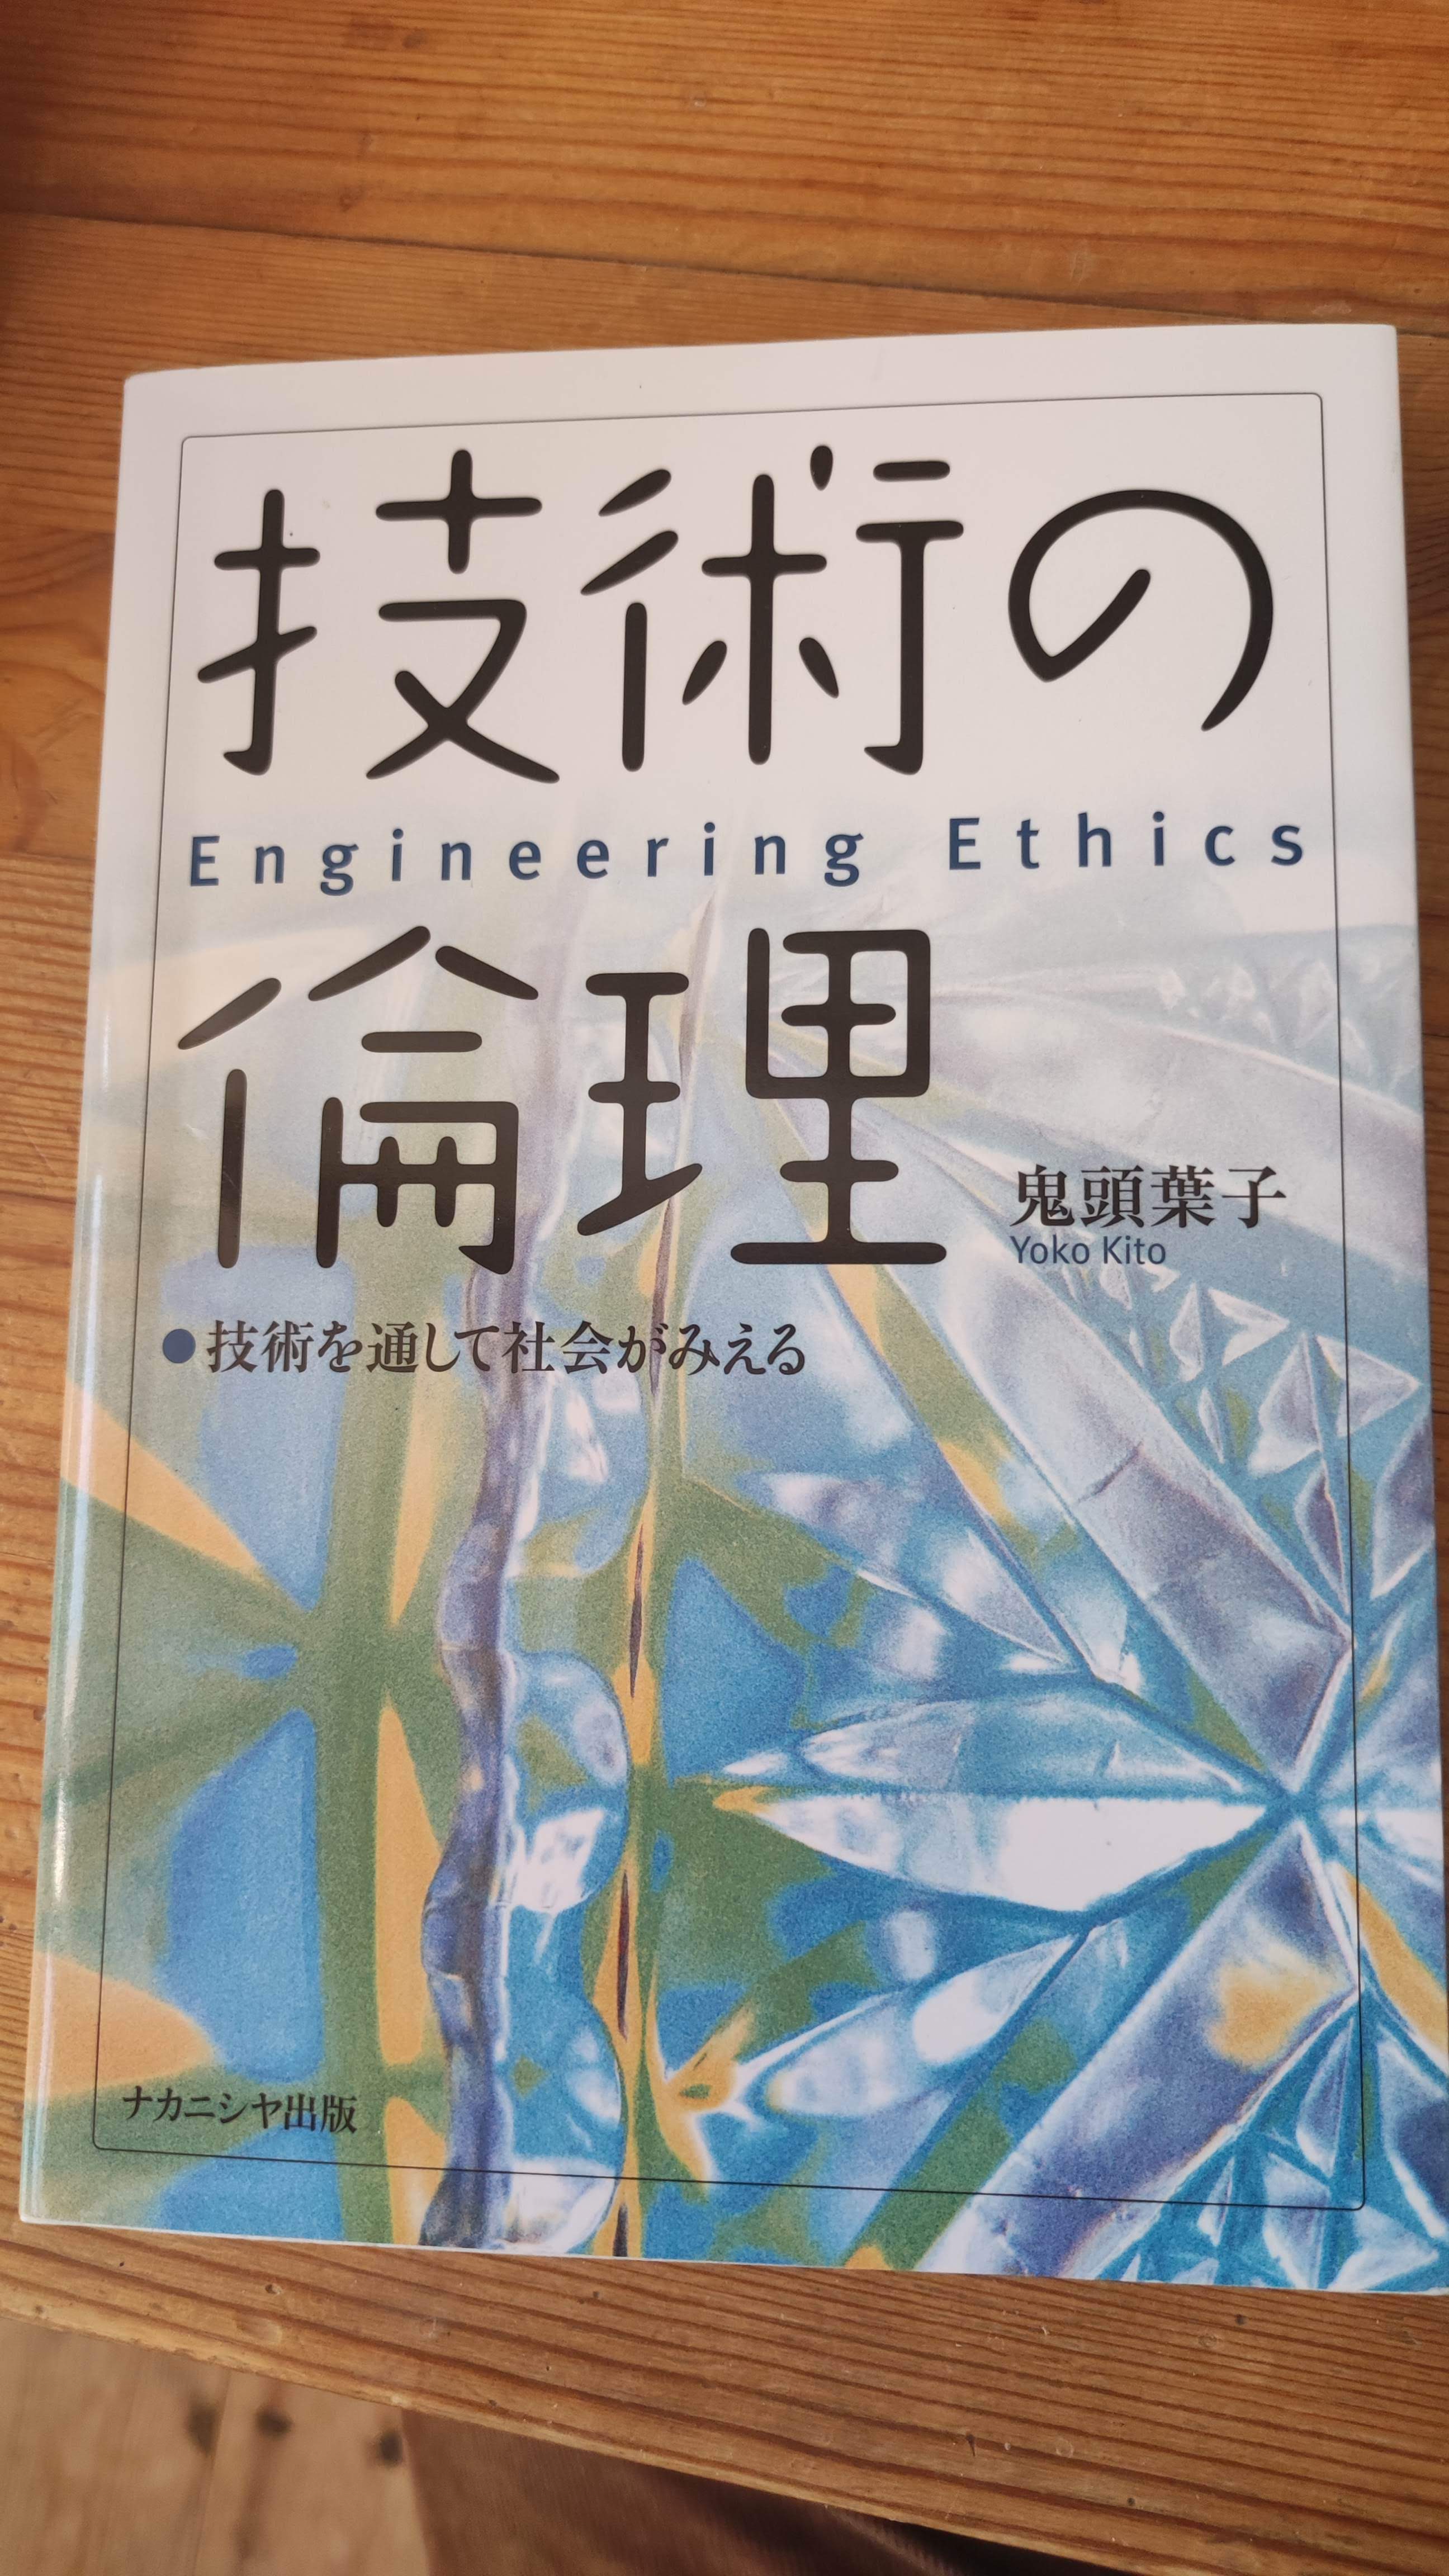 技術の
Engineering Ethics
倫理
鬼頭葉子
Yoko Kito
●技術を通して社会がみえる
ナカニシヤ出版